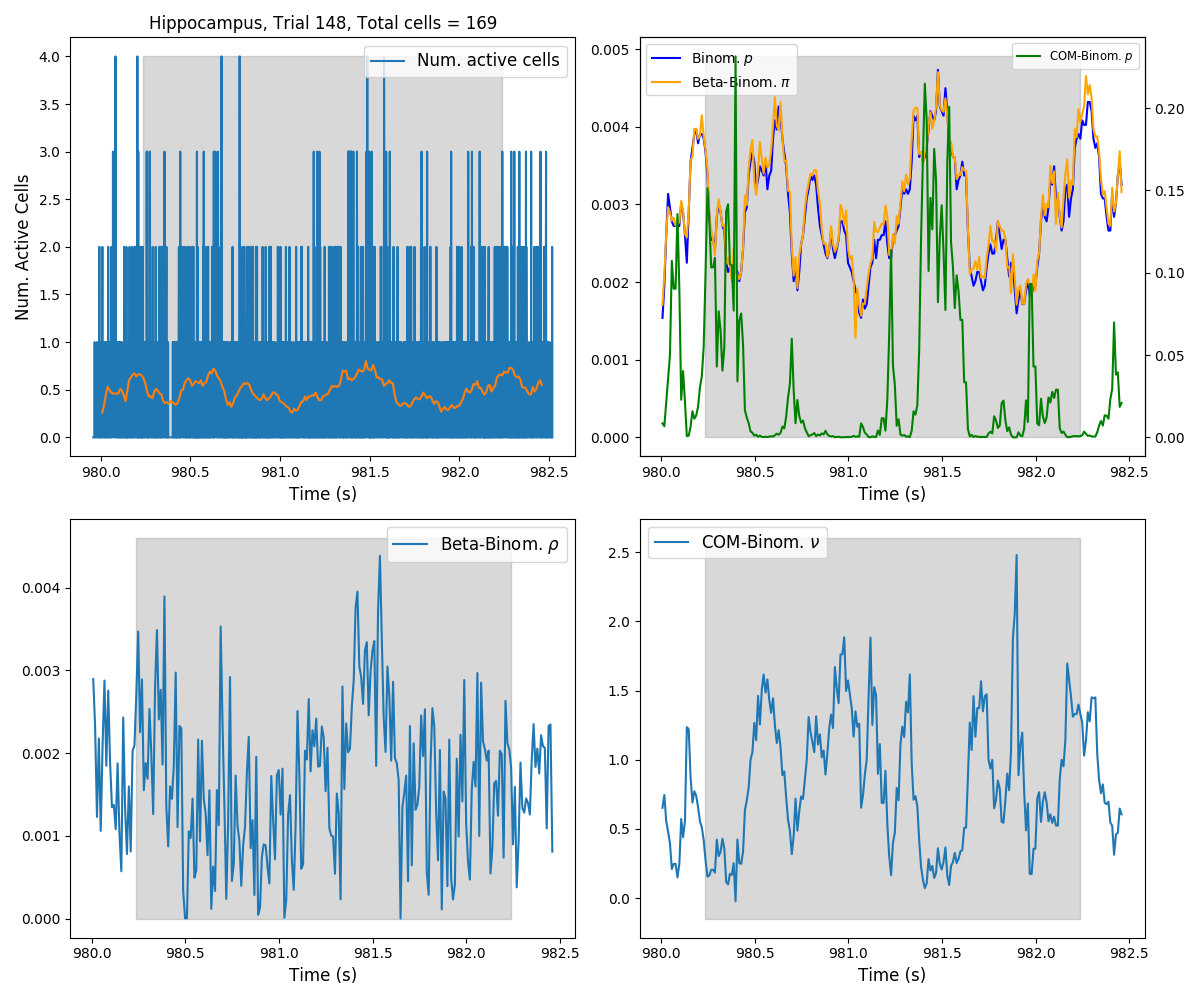 Hippocampus, Trial 148, Total cells = 169
Num. active cells
Num. Active Cells
4.0
3.5
3.0
2.5
2.0
1.5
1.0
0.5
0.0
980.0 980.5 981.0 981.5 982.0 982.5
Time (s)
Binom. p
Beta-Binom. π
COM-Binom. p
0.005
0.004
0.003
0.002
0.001
0.000
0.20
0.15
0.10
0.05
0.00
980.0 980.5 981.0 981.5 982.0 982.5
Time (s)
Beta-Binom. ρ
0.004
0.003
0.002
0.001
0.000
980.0 980.5 981.0 981.5 982.0 982.5
Time (s)
COM-Binom. ν
2.5
2.0
1.5
1.0
0.5
0.0
980.0 980.5 981.0 981.5 982.0 982.5
Time (s)